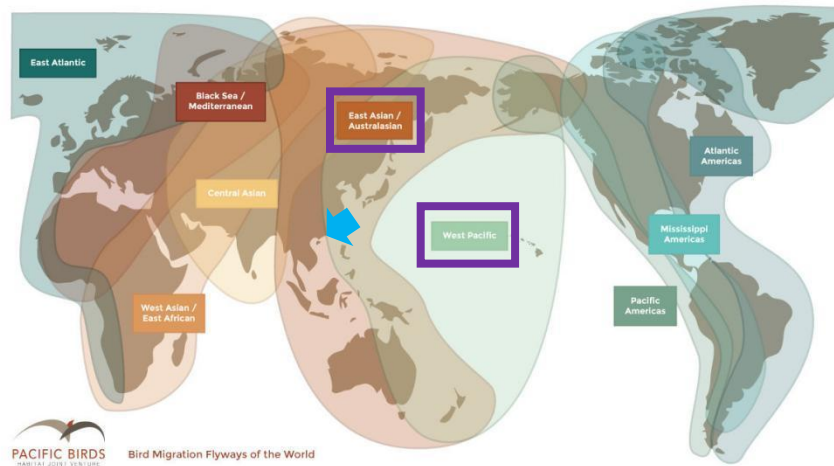 East Atlantic
Black Sea /
Mediterranean
East Asian /
Australasian
Atlantic
Americas
Central Asian
West Pacific
Mississippi
Americas
West Asian /
East African
Pacific
Americas
PACIFIC BIRDS
HABITAT JOINT VENTURE
Bird Migration Flyways of the World